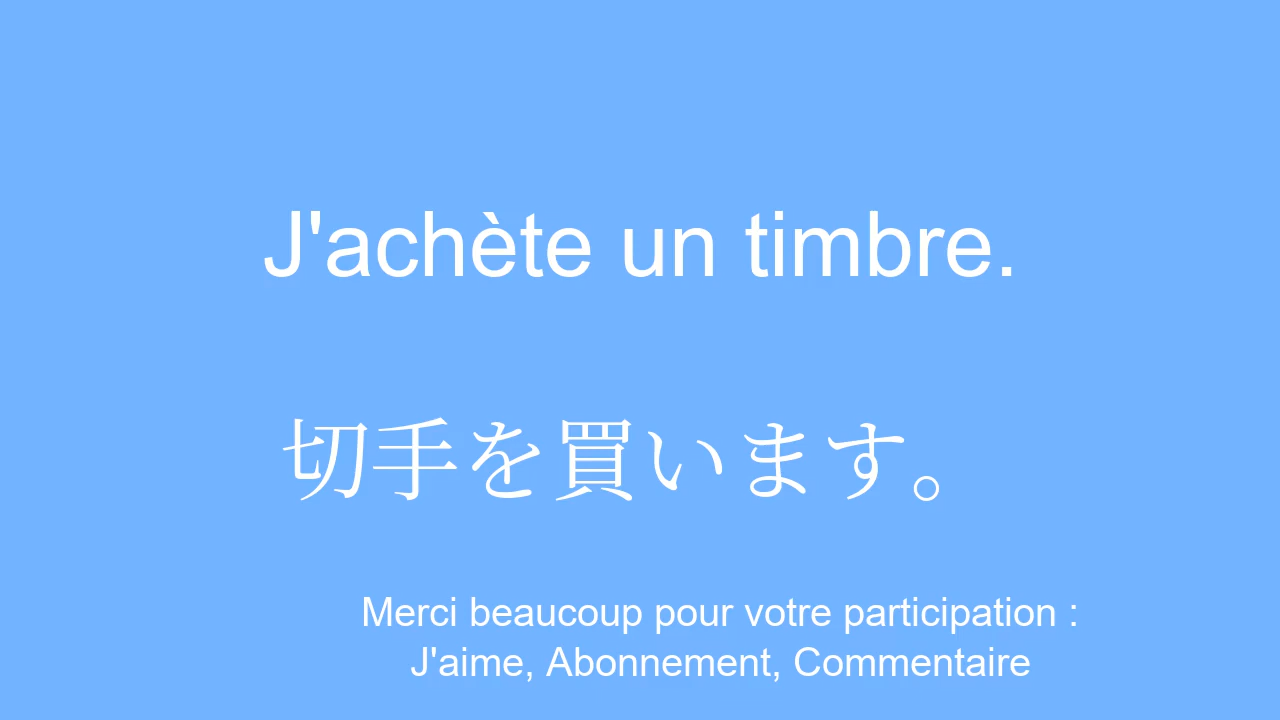 J'achète un timbre.
切手を買います。
Merci beaucoup pour votre participation :
J'aime, Abonnement, Commentaire